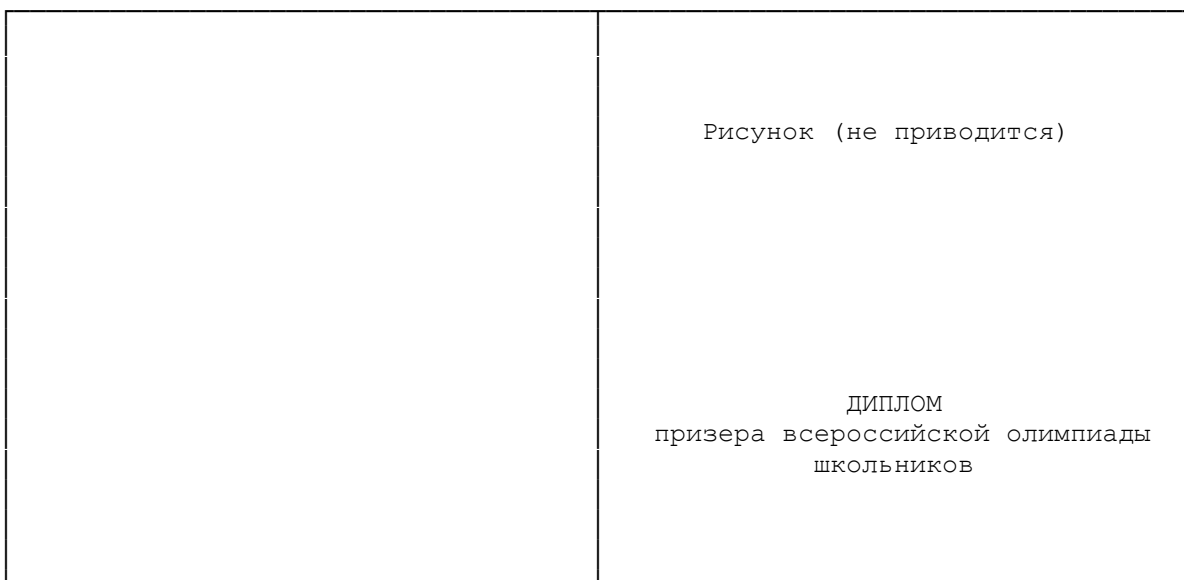 Рисунок (не приводится)
ДИПЛОМ
призера всероссийской олимпиады
школьников